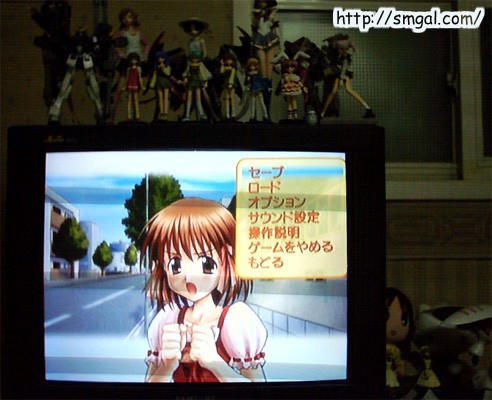 http://smgal.com/
セーブ
ロード
オプション
サウンド設定
操作説明
ゲームをやめる
もどる